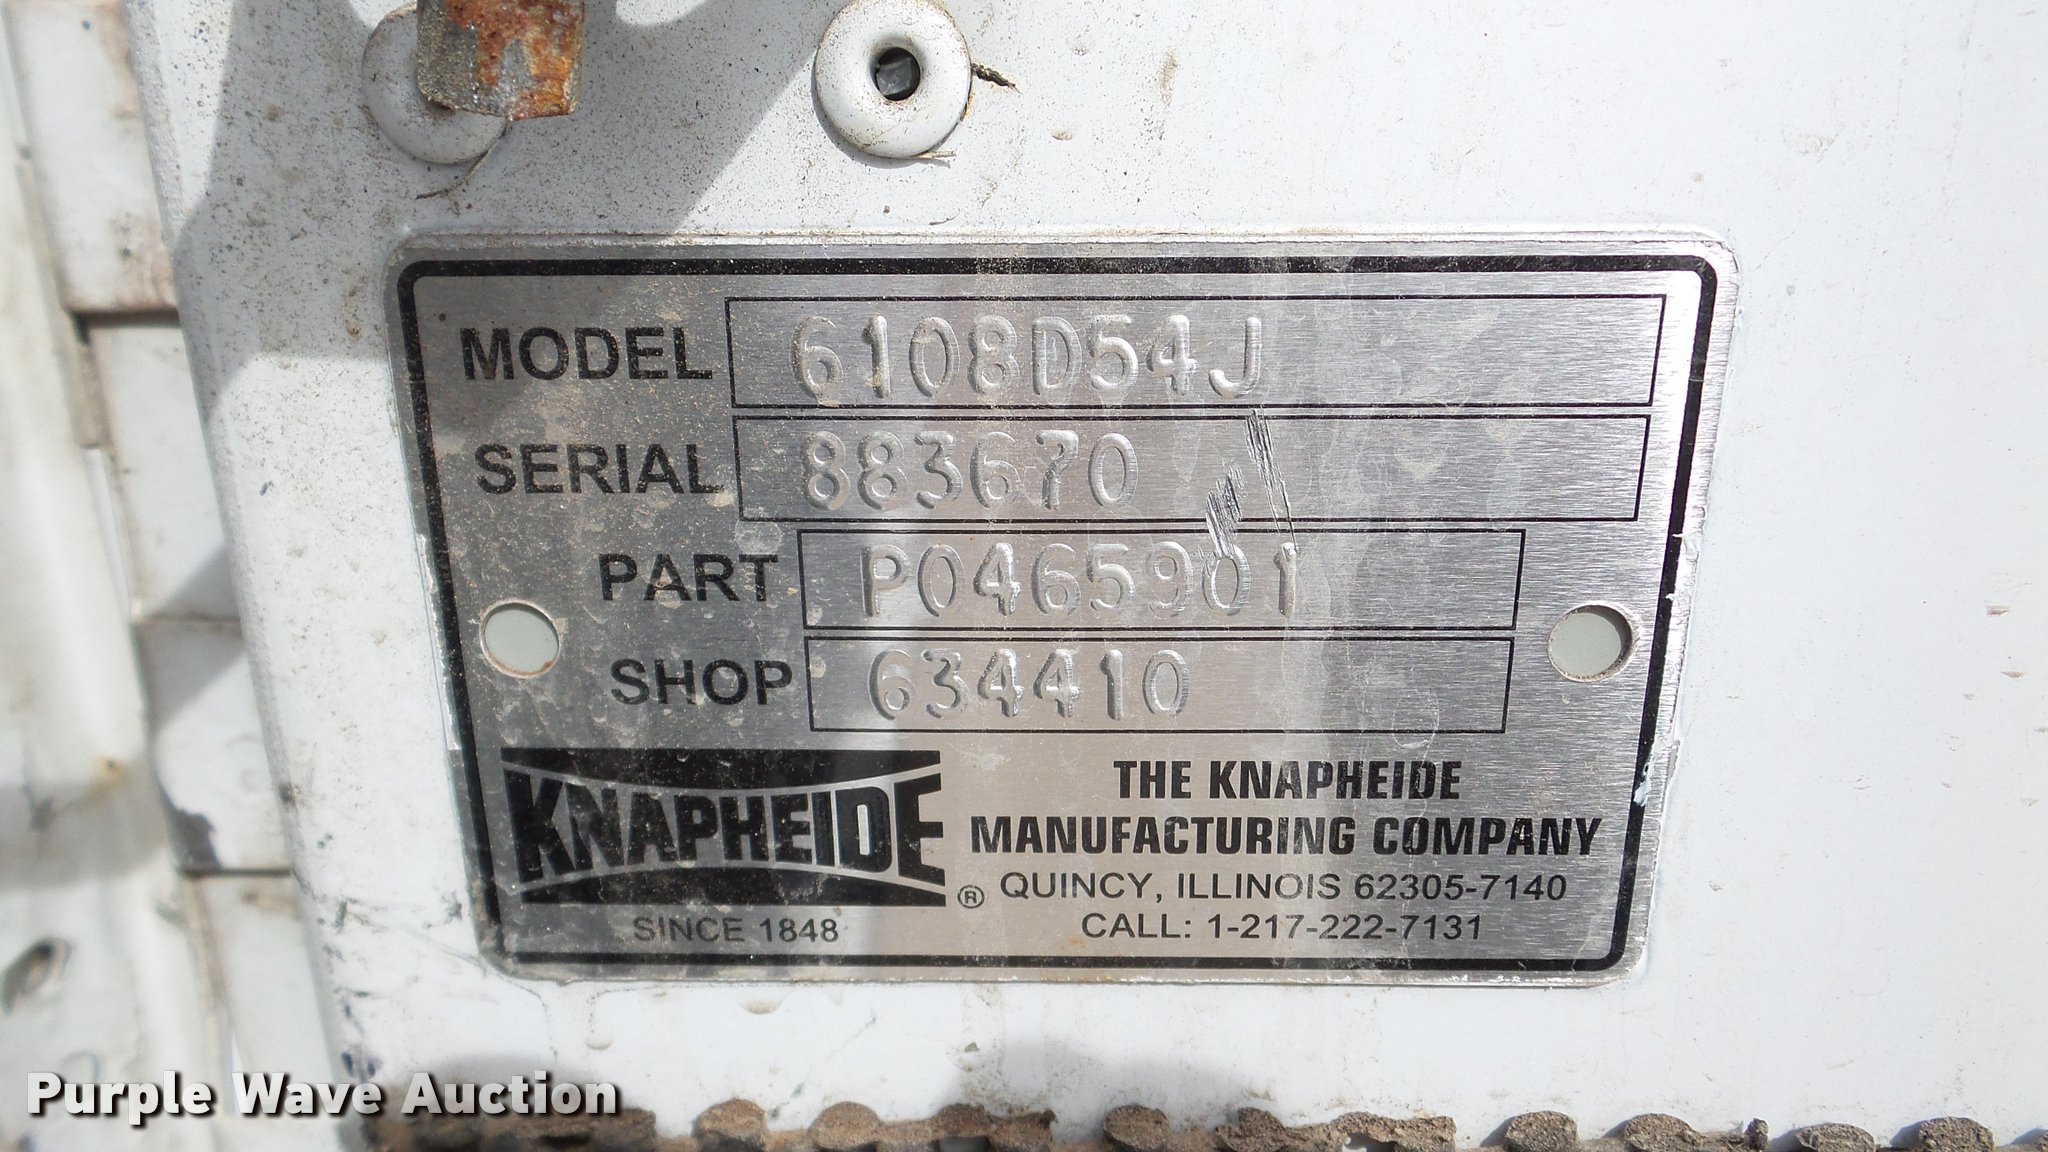 MODEL 6108D54J
SERIAL 883670
PART P0465901
SHOP 634410
KNAPHEIDE ®
SINCE 1848
THE KNAPHEIDE
MANUFACTURING COMPANY
QUINCY, ILLINOIS 62305-7140
CALL: 1-217-222-7131
Purple Wave Auction